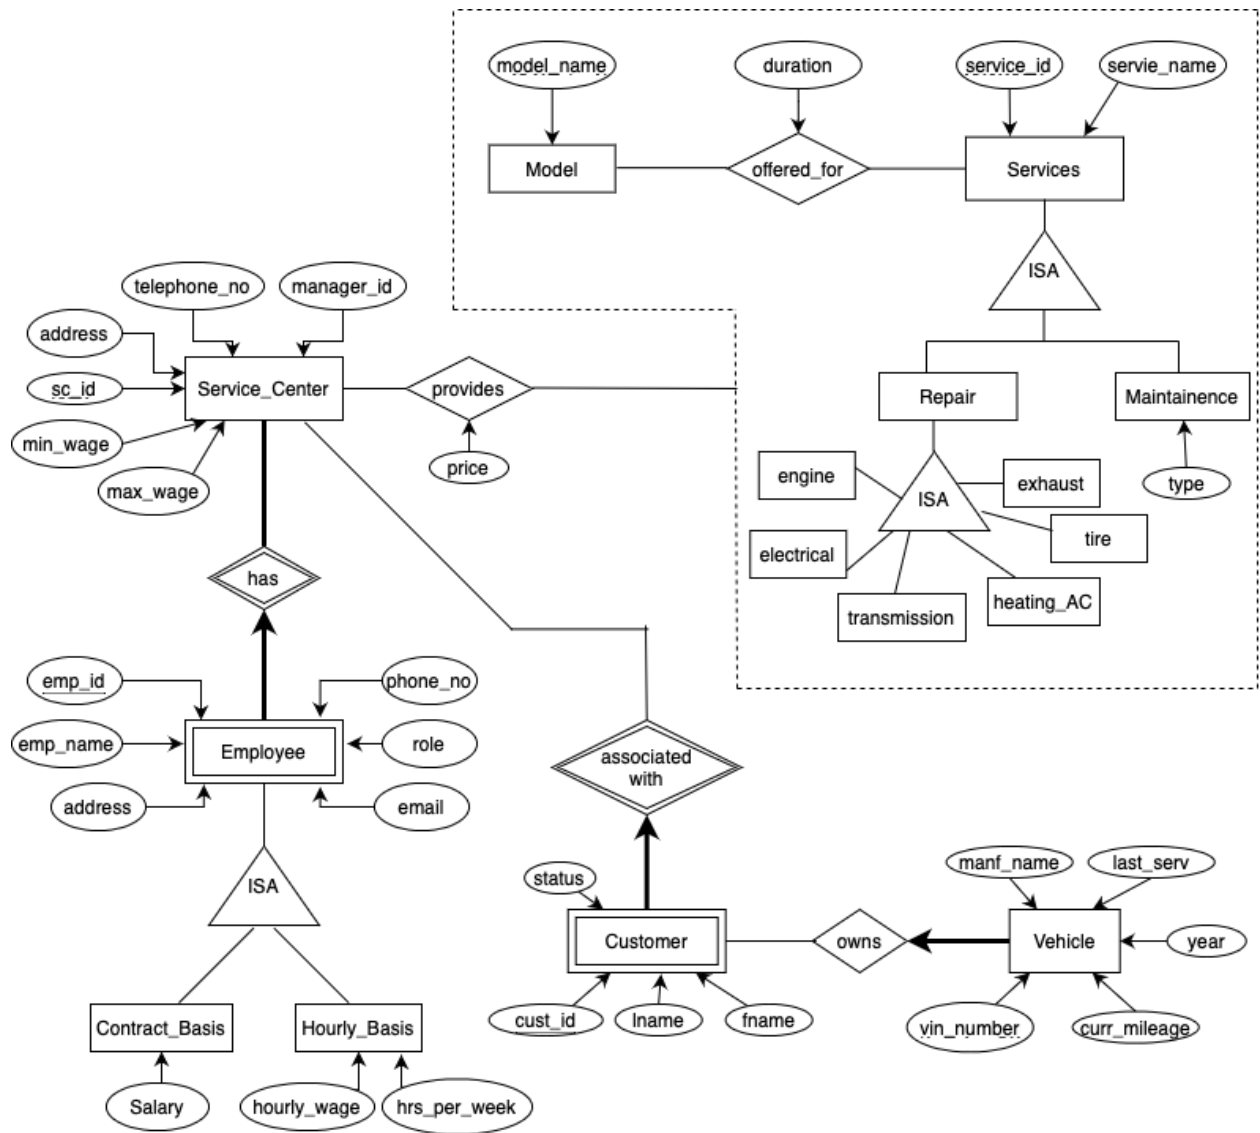 model_name
duration
service_id
servie_name
Model
offered_for
Services
ISA
telephone_no
manager_id
address
Service_Center
provides
Repair
Maintainence
sc_id
min_wage
max_wage
price
engine
ISA
exhaust
type
electrical
tire
transmission
heating_AC
has
emp_id
phone_no
emp_name
Employee
role
address
email
associated
with
ISA
status
manf_name
last_serv
Customer
owns
Vehicle
year
cust_id
lname
fname
vin_number
curr_mileage
Contract_Basis
Hourly_Basis
Salary
hourly_wage
hrs_per_week